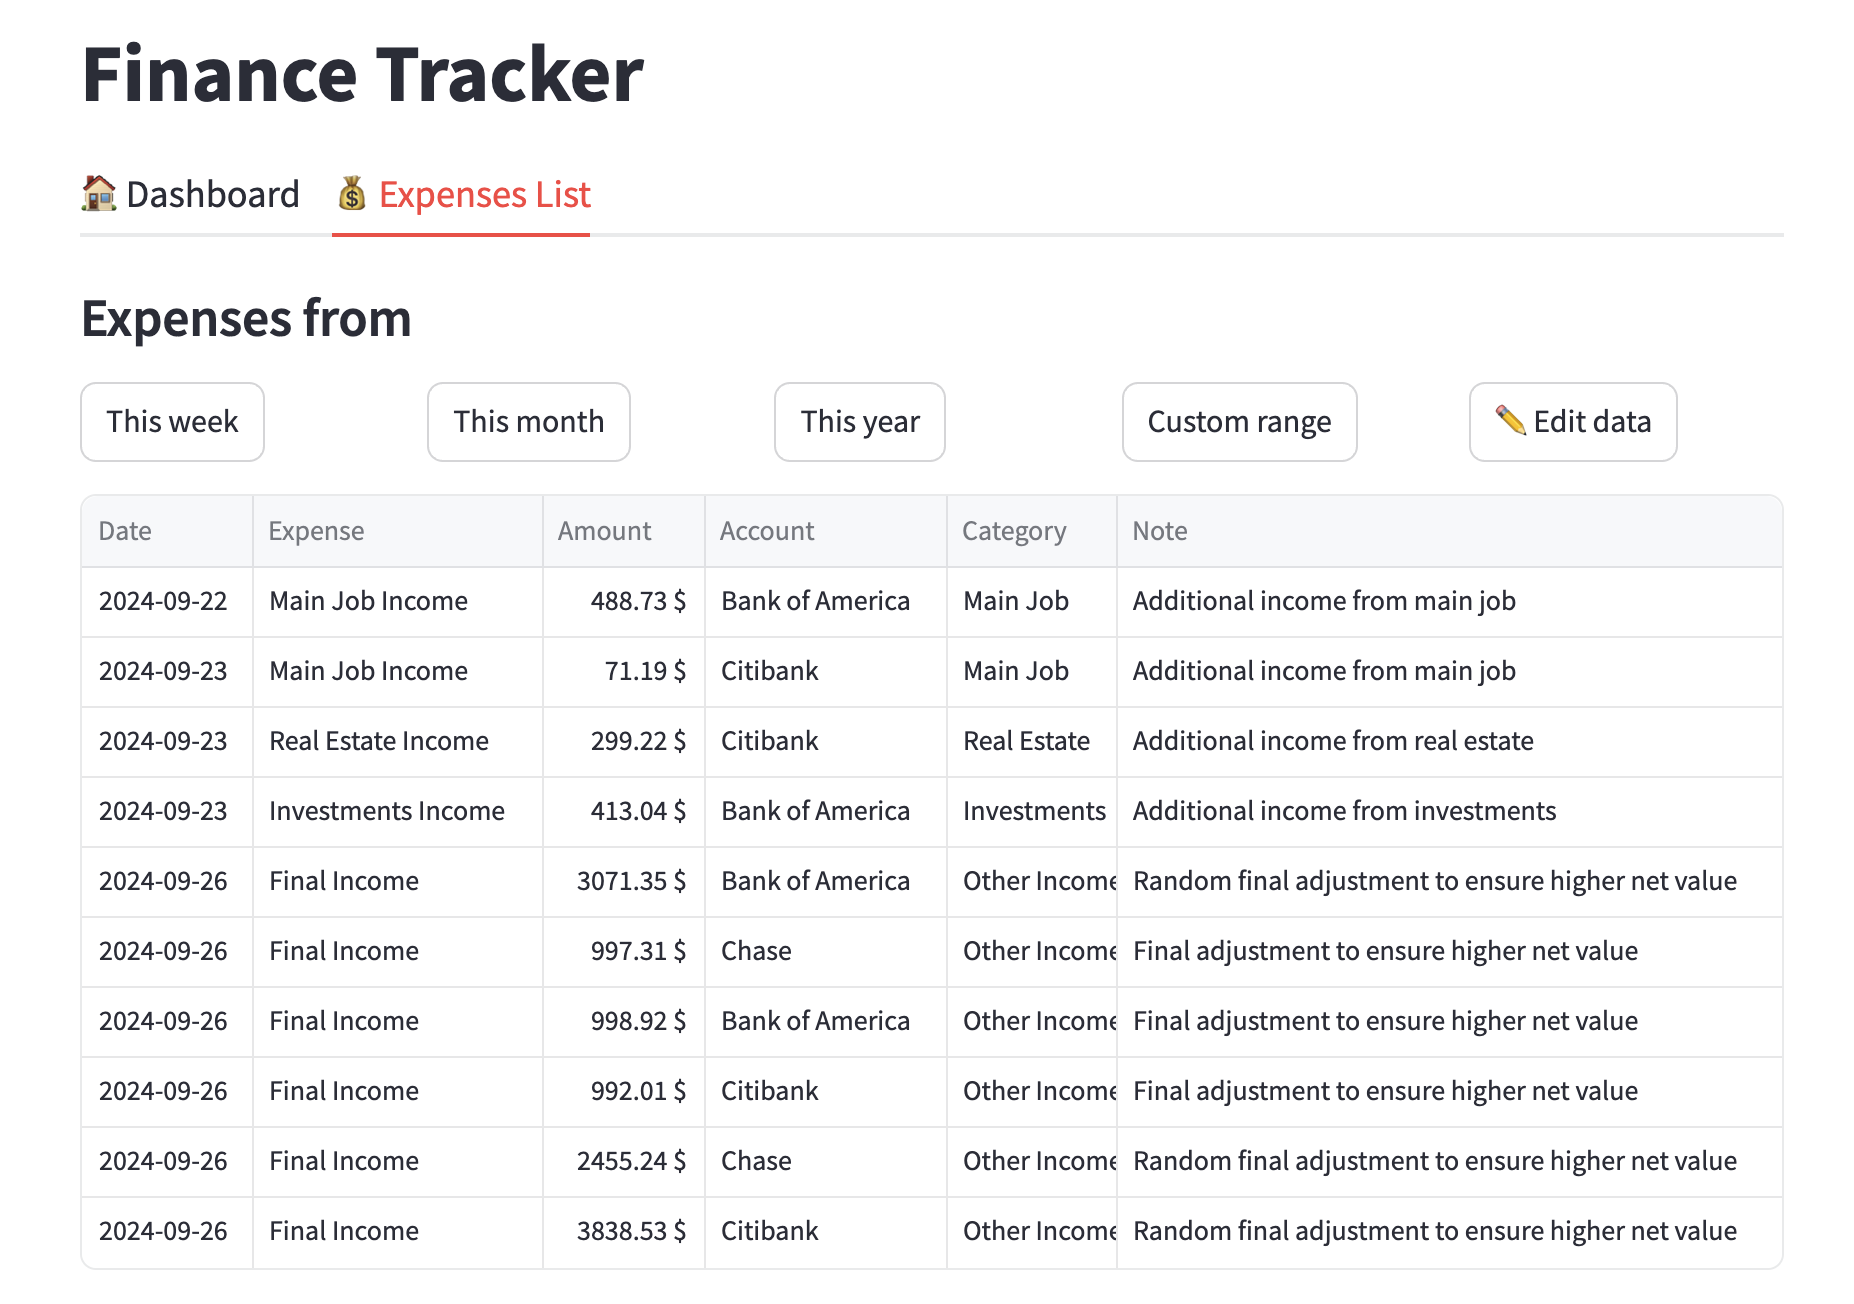 Finance Tracker
🏠 Dashboard 💰 Expenses List
Expenses from
This week This month This year Custom range ✏️ Edit data
Date Expense Amount Account Category Note
2024-09-22 Main Job Income 488.73 $ Bank of America Main Job Additional income from main job
2024-09-23 Main Job Income 71.19 $ Citibank Main Job Additional income from main job
2024-09-23 Real Estate Income 299.22 $ Citibank Real Estate Additional income from real estate
2024-09-23 Investments Income 413.04 $ Bank of America Investments Additional income from investments
2024-09-26 Final Income 3071.35 $ Bank of America Other Income Random final adjustment to ensure higher net value
2024-09-26 Final Income 997.31 $ Chase Other Income Final adjustment to ensure higher net value
2024-09-26 Final Income 998.92 $ Bank of America Other Income Final adjustment to ensure higher net value
2024-09-26 Final Income 992.01 $ Citibank Other Income Final adjustment to ensure higher net value
2024-09-26 Final Income 2455.24 $ Chase Other Income Random final adjustment to ensure higher net value
2024-09-26 Final Income 3838.53 $ Citibank Other Income Random final adjustment to ensure higher net value